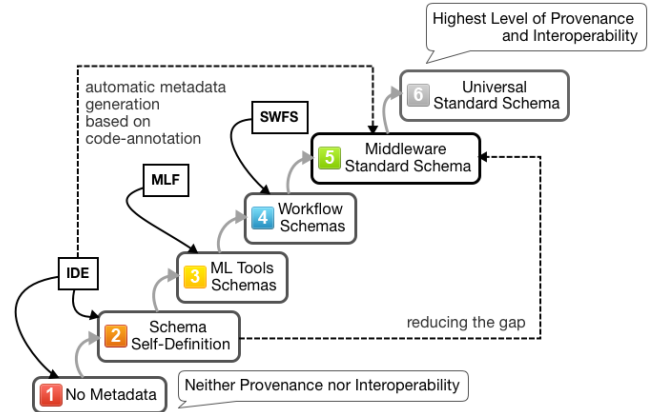 Highest Level of Provenance
and Interoperability
6
Universal
Standard Schema
automatic metadata
generation
based on
code-annotation
SWFS
5
Middleware
Standard Schema
MLF
4
Workflow
Schemas
IDE
3
ML Tools
Schemas
2
Schema
Self-Definition
reducing the gap
1
No Metadata
Neither Provenance nor Interoperability